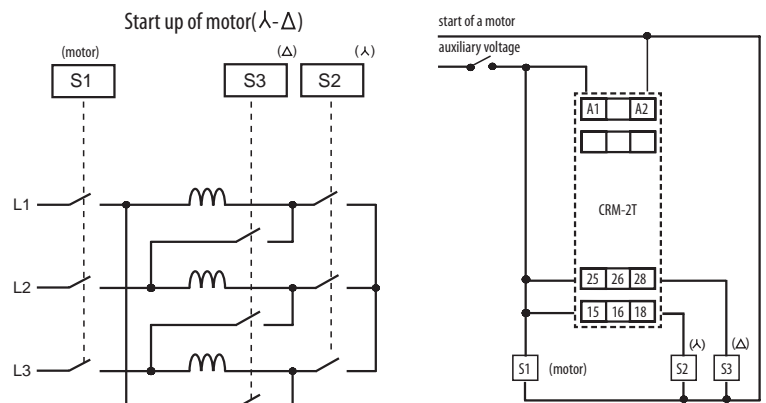 Start up of motor(⅄-Δ)
(motor)
(Δ)
(⅄)
S1
S3
S2
L1
L2
L3
start of a motor
auxiliary voltage
A1 A2
CRM-2T
25 26 28
15 16 18
(⅄)
(Δ)
S1 (motor) S2 S3